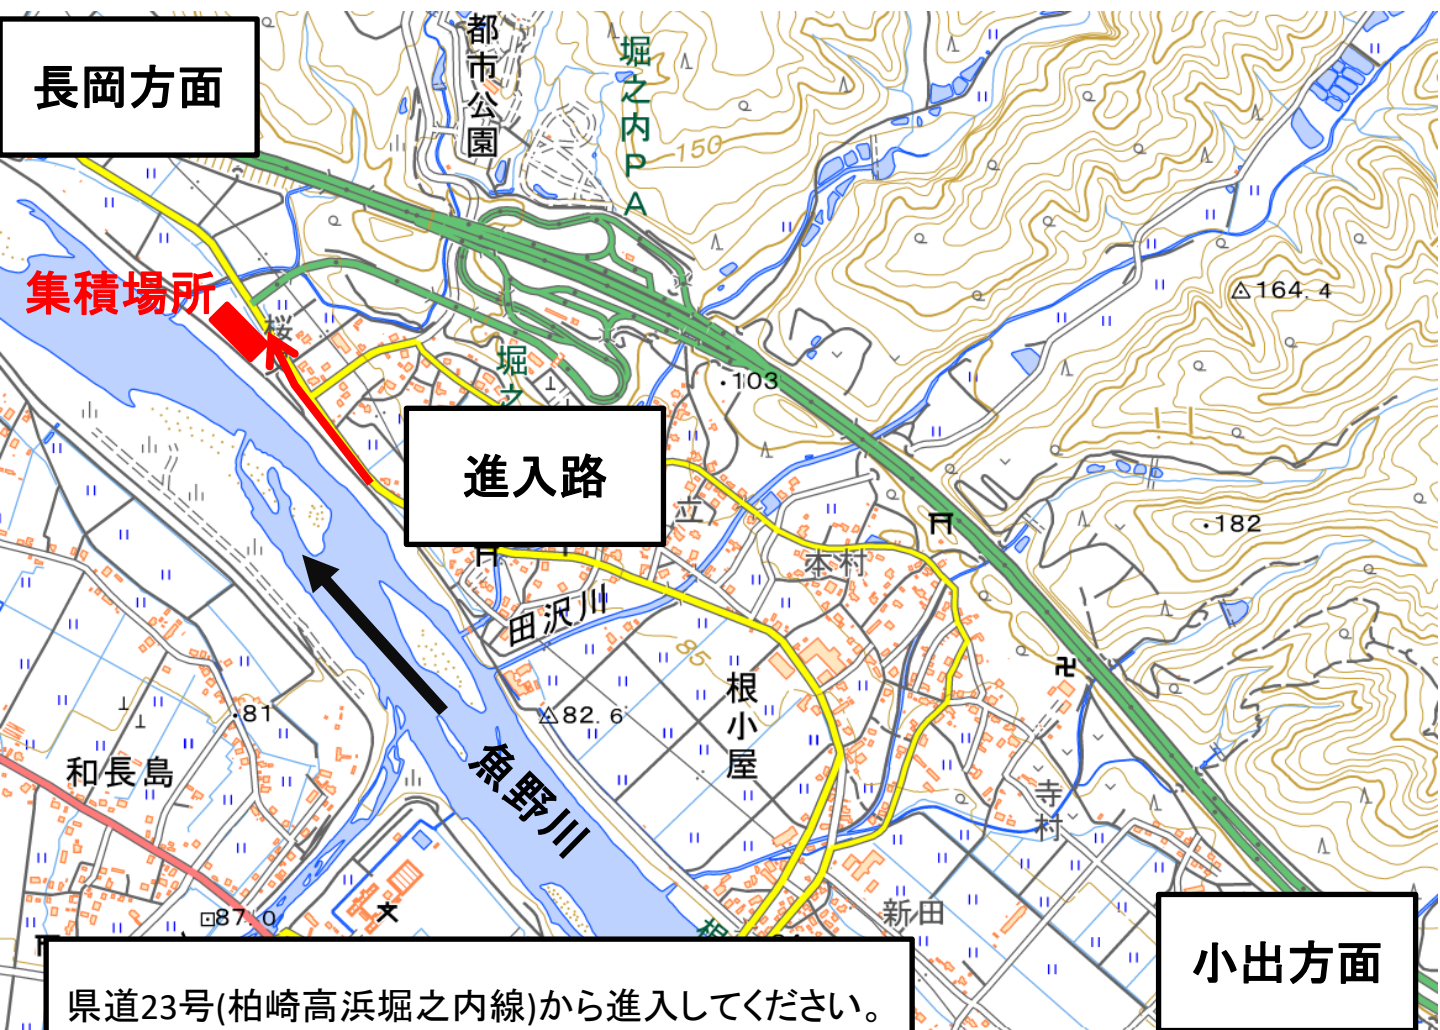 長岡方面
都市公園
堀之内PA
150
164.4
集積場所
桜
堀之
103
進入路
立
182
本村
田沢川
85
根小屋
82.6
81
和長島
魚野川
寺村
87.0
新田
根
小出方面
県道23号(柏崎高浜堀之内線)から進入してください。